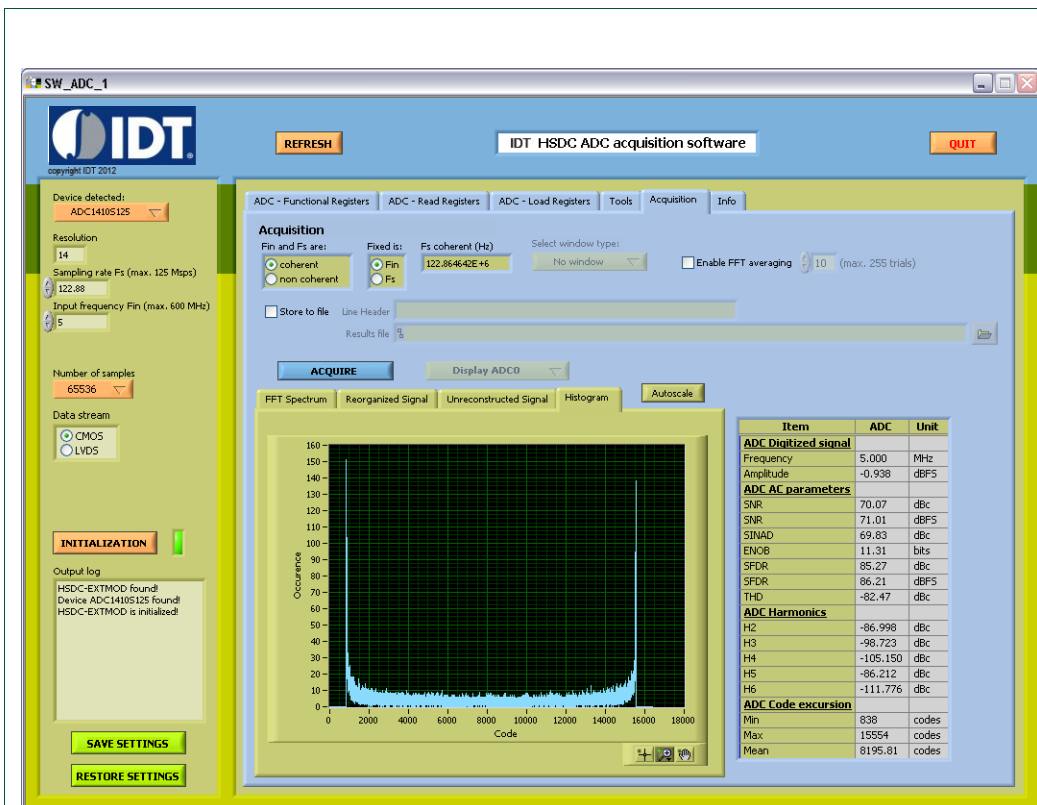 SW_ADC_1
IDT
copyright IDT 2012
REFRESH
IDT HSDC ADC acquisition software
QUIT
Device detected:
ADC1410S125
Resolution
14
Sampling rate Fs (max. 125 Msps)
122.88
Input frequency Fin (max. 600 MHz)
5
Number of samples
65536
Data stream
CMOS
LVDS
INITIALIZATION
Output log
HSDC-EXTMOD found!
Device ADC1410S125 found!
HSDC-EXTMOD is initialized!
SAVE SETTINGS
RESTORE SETTINGS
ADC - Functional Registers ADC - Read Registers ADC - Load Registers Tools Acquisition Info
Acquisition
Fin and Fs are: Fixed is: Fs coherent (Hz) Select window type:
coherent Fin 122.864642E+6 No window Enable FFT averaging 10 (max. 255 trials)
non coherent Fs
Store to file Line Header
Results file
ACQUIRE Display ADC0
FFT Spectrum Reorganized Signal Unreconstructed Signal Histogram Autoscale
160
150
140
130
120
110
100
90
80
70
60
50
40
30
20
10
0
Occurence
0 2000 4000 6000 8000 10000 12000 14000 16000 18000
Code
Item ADC Unit
ADC Digitized signal
Frequency 5.000 MHz
Amplitude -0.938 dBFS
ADC AC parameters
SNR 70.07 dBc
SNR 71.01 dBFS
SINAD 69.83 dBc
ENOB 11.31 bits
SFDR 85.27 dBc
SFDR 86.21 dBFS
THD -82.47 dBc
ADC Harmonics
H2 -86.998 dBc
H3 -98.723 dBc
H4 -105.150 dBc
H5 -86.212 dBc
H6 -111.776 dBc
ADC Code excursion
Min 838 codes
Max 15554 codes
Mean 8195.81 codes